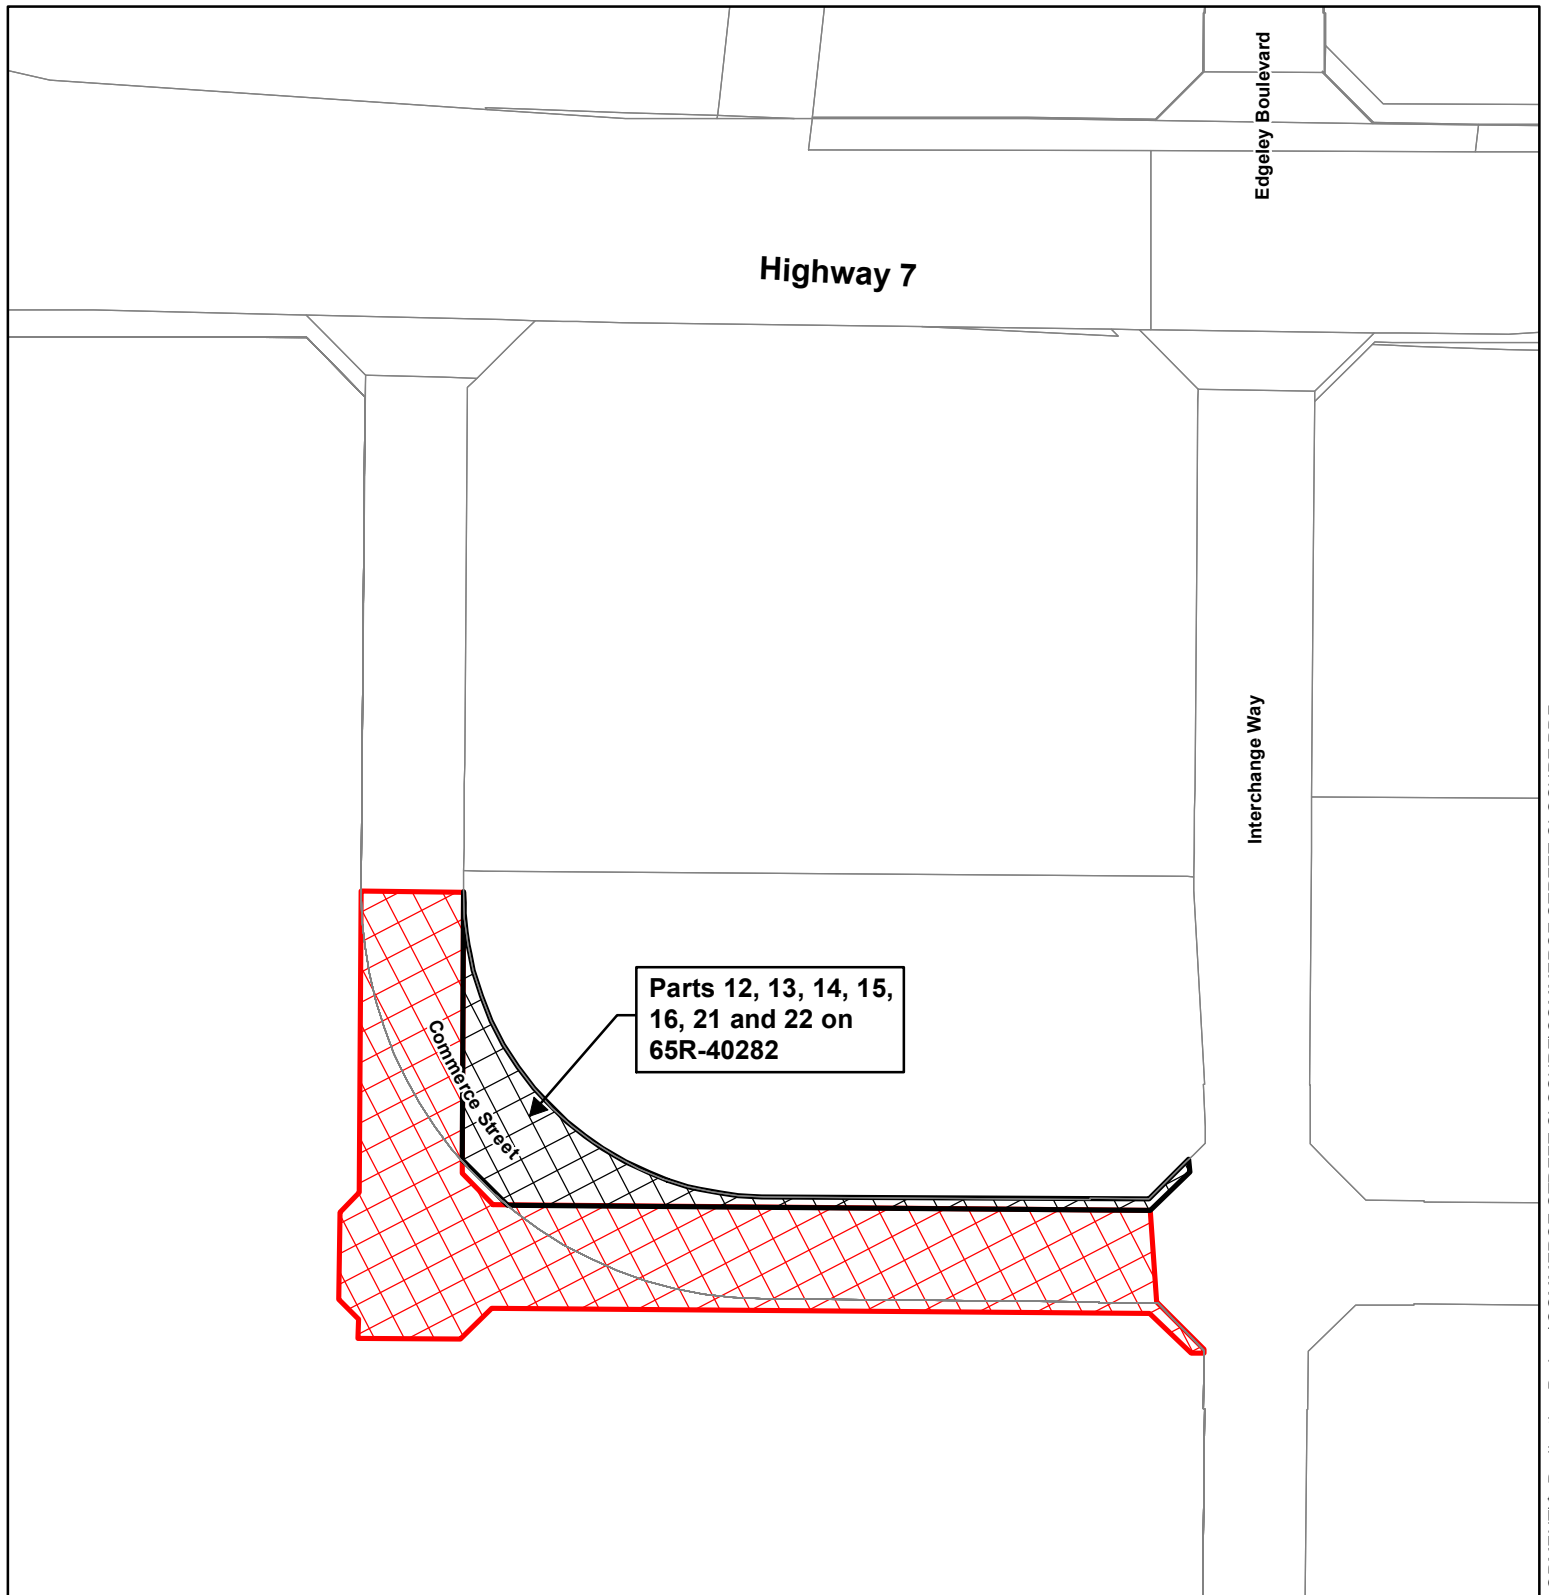 Edgeley Boulevard
Highway 7
Interchange Way
Parts 12, 13, 14, 15,
16, 21 and 22 on
65R-40282
Commerce Street